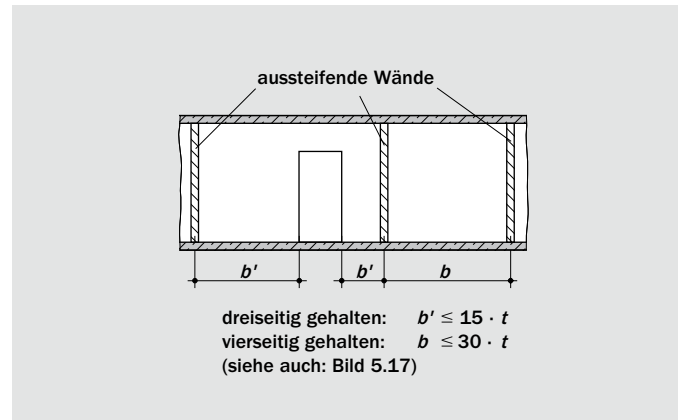 aussteifende Wände
b' b' b
dreiseitig gehalten: b' ≤ 15 · t
vierseitig gehalten: b ≤ 30 · t
(siehe auch: Bild 5.17)